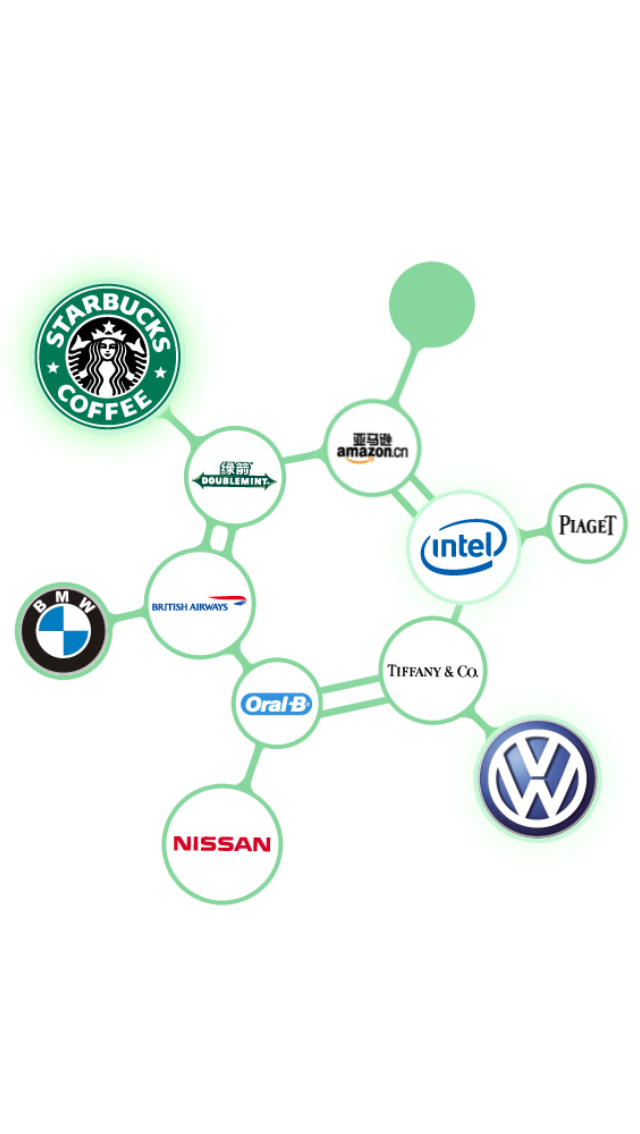 STARBUCKS
COFFEE
亚马逊
amazon.cn
绿箭
DOUBLEMINT.
PIAGET
intel
BMW
BRITISH AIRWAYS
TIFFANY & CO.
Oral-B
VW
NISSAN